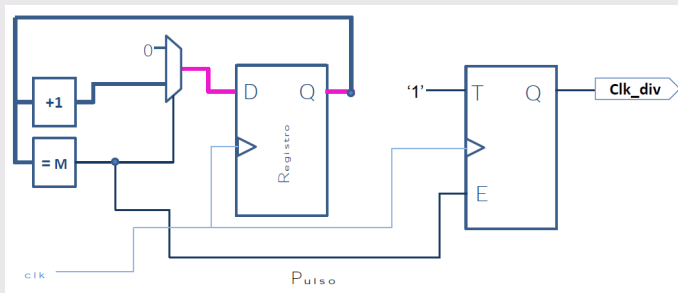 0
+1
= M
D
Q
Registro
'1'
T
Q
E
Clk_div
clk
Pulso